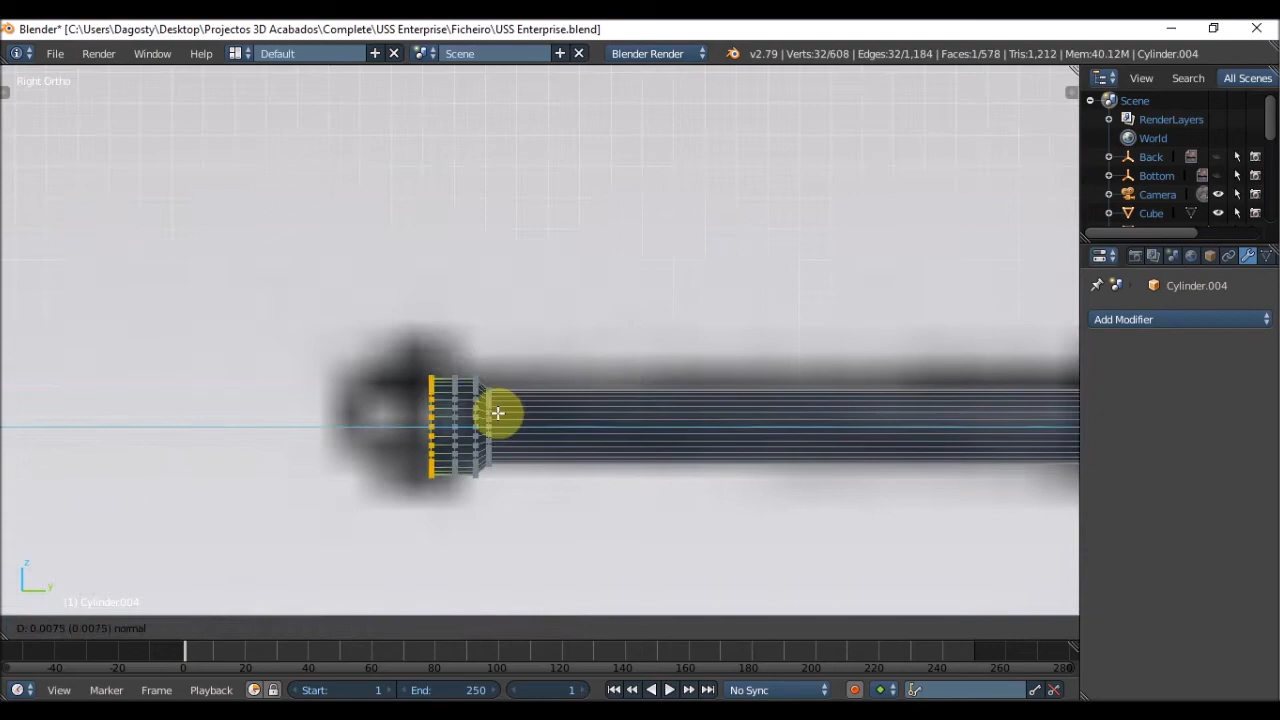 Blender* [C:\Users\Dagosty\Desktop\Projectos 3D Acabados\Complete\USS Enterprise\Ficheiro\USS Enterprise.blend]
File Render Window Help Default Scene Blender Render v2.79 | Verts:32/608 | Edges:32/1,184 | Faces:1/578 | Tris:1,212 | Mem:40.12M | Cylinder.004
Right Ortho
View Search All Scenes
Scene
RenderLayers
World
Back
Bottom
Camera
Cube
Cylinder.004
Add Modifier
z
y
(1) Cylinder.004
D: 0.0075 (0.0075) normal
-40 -20 0 20 40 60 80 100 120 140 160 180 200 220 240 260 280
View Marker Frame Playback Start: 1 End: 250 1 No Sync